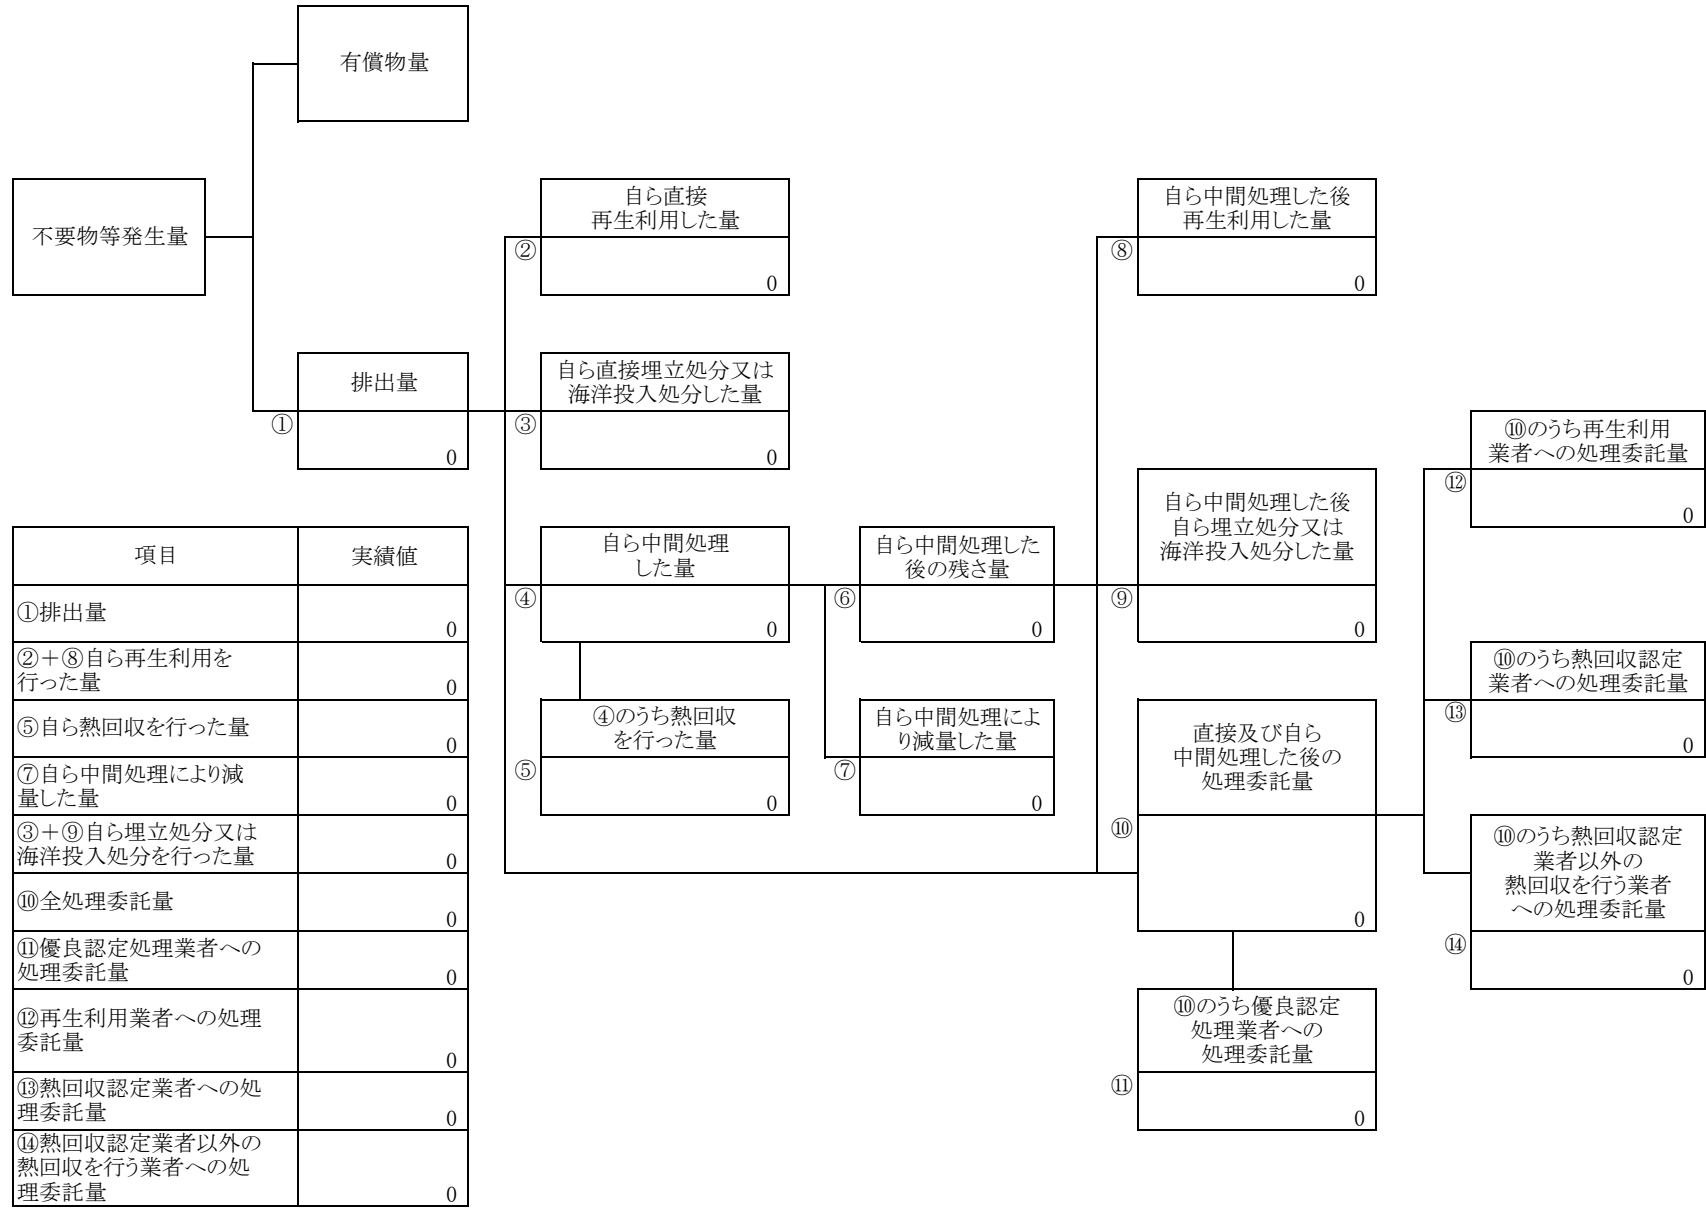 有償物量
不要物等発生量
自ら直接
再生利用した量
②
0
自ら中間処理した後
再生利用した量
⑧
0
排出量
①
0
自ら直接埋立処分又は
海洋投入処分した量
③
0
⑩のうち再生利用
業者への処理委託量
⑫
0
自ら中間処理
した量
④
0
自ら中間処理した
後の残さ量
⑥
0
自ら中間処理した後
自ら埋立処分又は
海洋投入処分した量
⑨
0
⑩のうち熱回収認定
業者への処理委託量
⑬
0
④のうち熱回収
を行った量
⑤
0
自ら中間処理によ
り減量した量
⑦
0
直接及び自ら
中間処理した後の
処理委託量
⑩
0
⑩のうち熱回収認定
業者以外の
熱回収を行う業者
への処理委託量
⑭
0
⑩のうち優良認定
処理業者への
処理委託量
⑪
0
項目 実績値
①排出量
0
②＋⑧自ら再生利用を
行った量 0
⑤自ら熱回収を行った量
0
⑦自ら中間処理により減
量した量 0
③＋⑨自ら埋立処分又は
海洋投入処分を行った量 0
⑩全処理委託量
0
⑪優良認定処理業者への
処理委託量 0
⑫再生利用業者への処理
委託量
0
⑬熱回収認定業者への処
理委託量 0
⑭熱回収認定業者以外の
熱回収を行う業者への処
理委託量 0